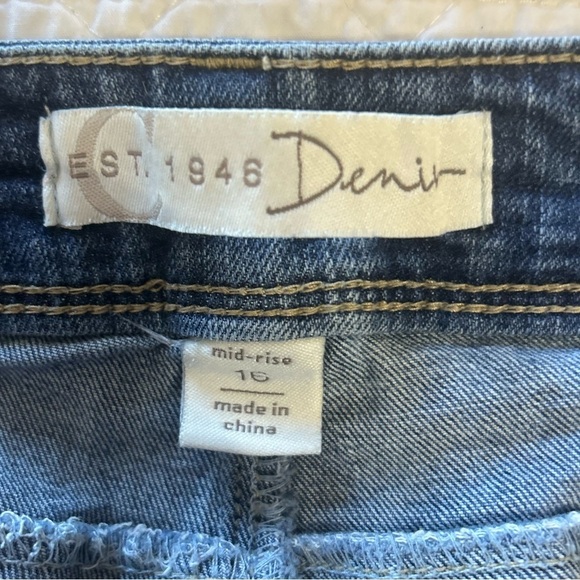 C
EST. 1946 Denim
mid-rise
16
made in
china